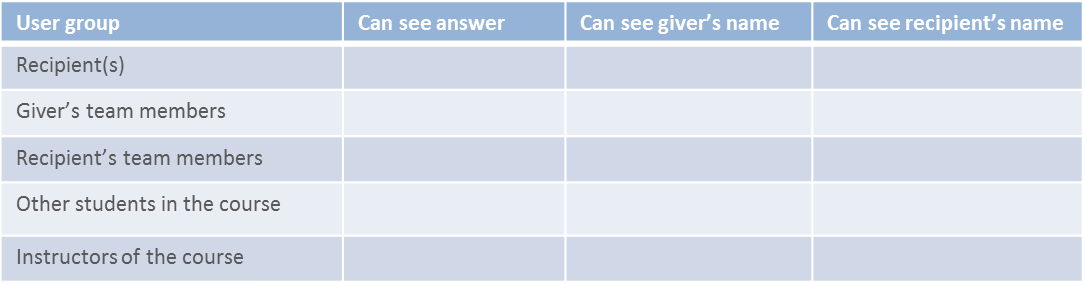 User group Can see answer Can see giver's name Can see recipient's name
Recipient(s)
Giver's team members
Recipient's team members
Other students in the course
Instructors of the course